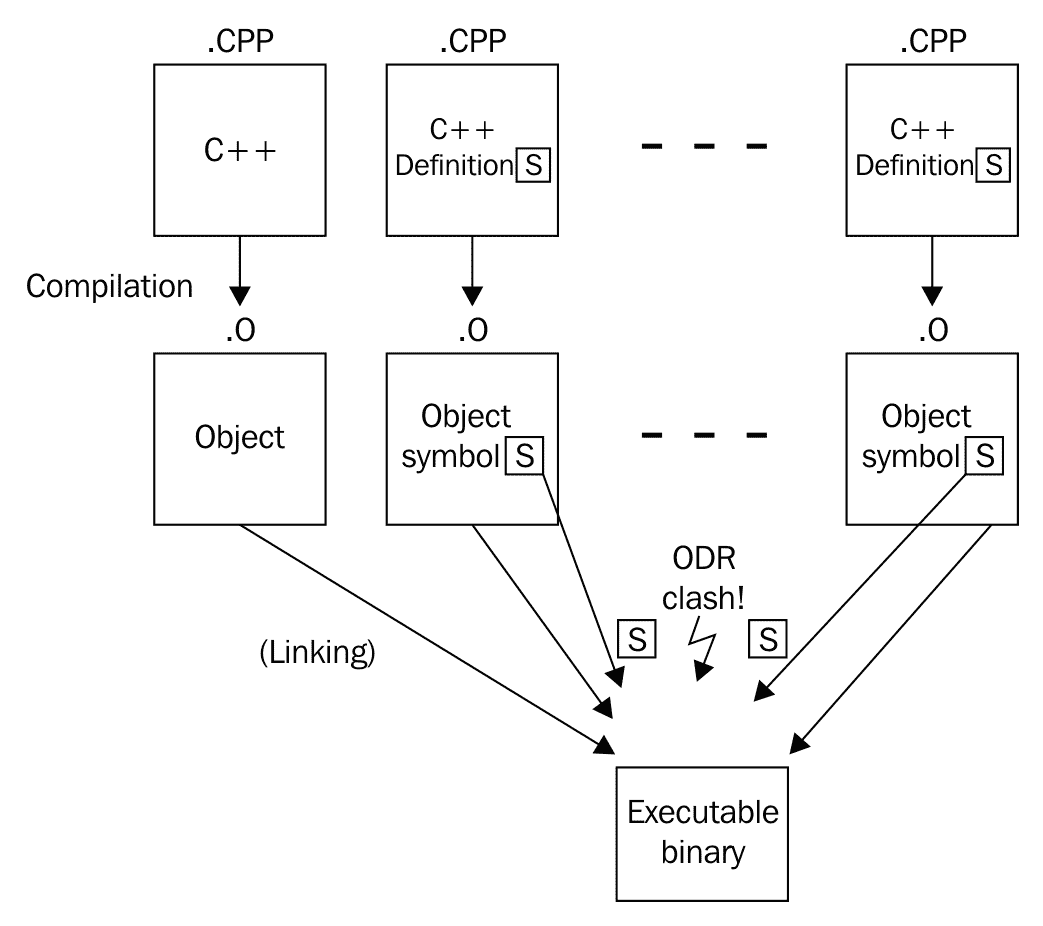 .CPP
.CPP
.CPP
C++
C++
Definition S
C++
Definition S
Compilation
.O
.O
.O
Object
Object
symbol S
Object
symbol S
ODR
clash!
S
S
(Linking)
Executable
binary